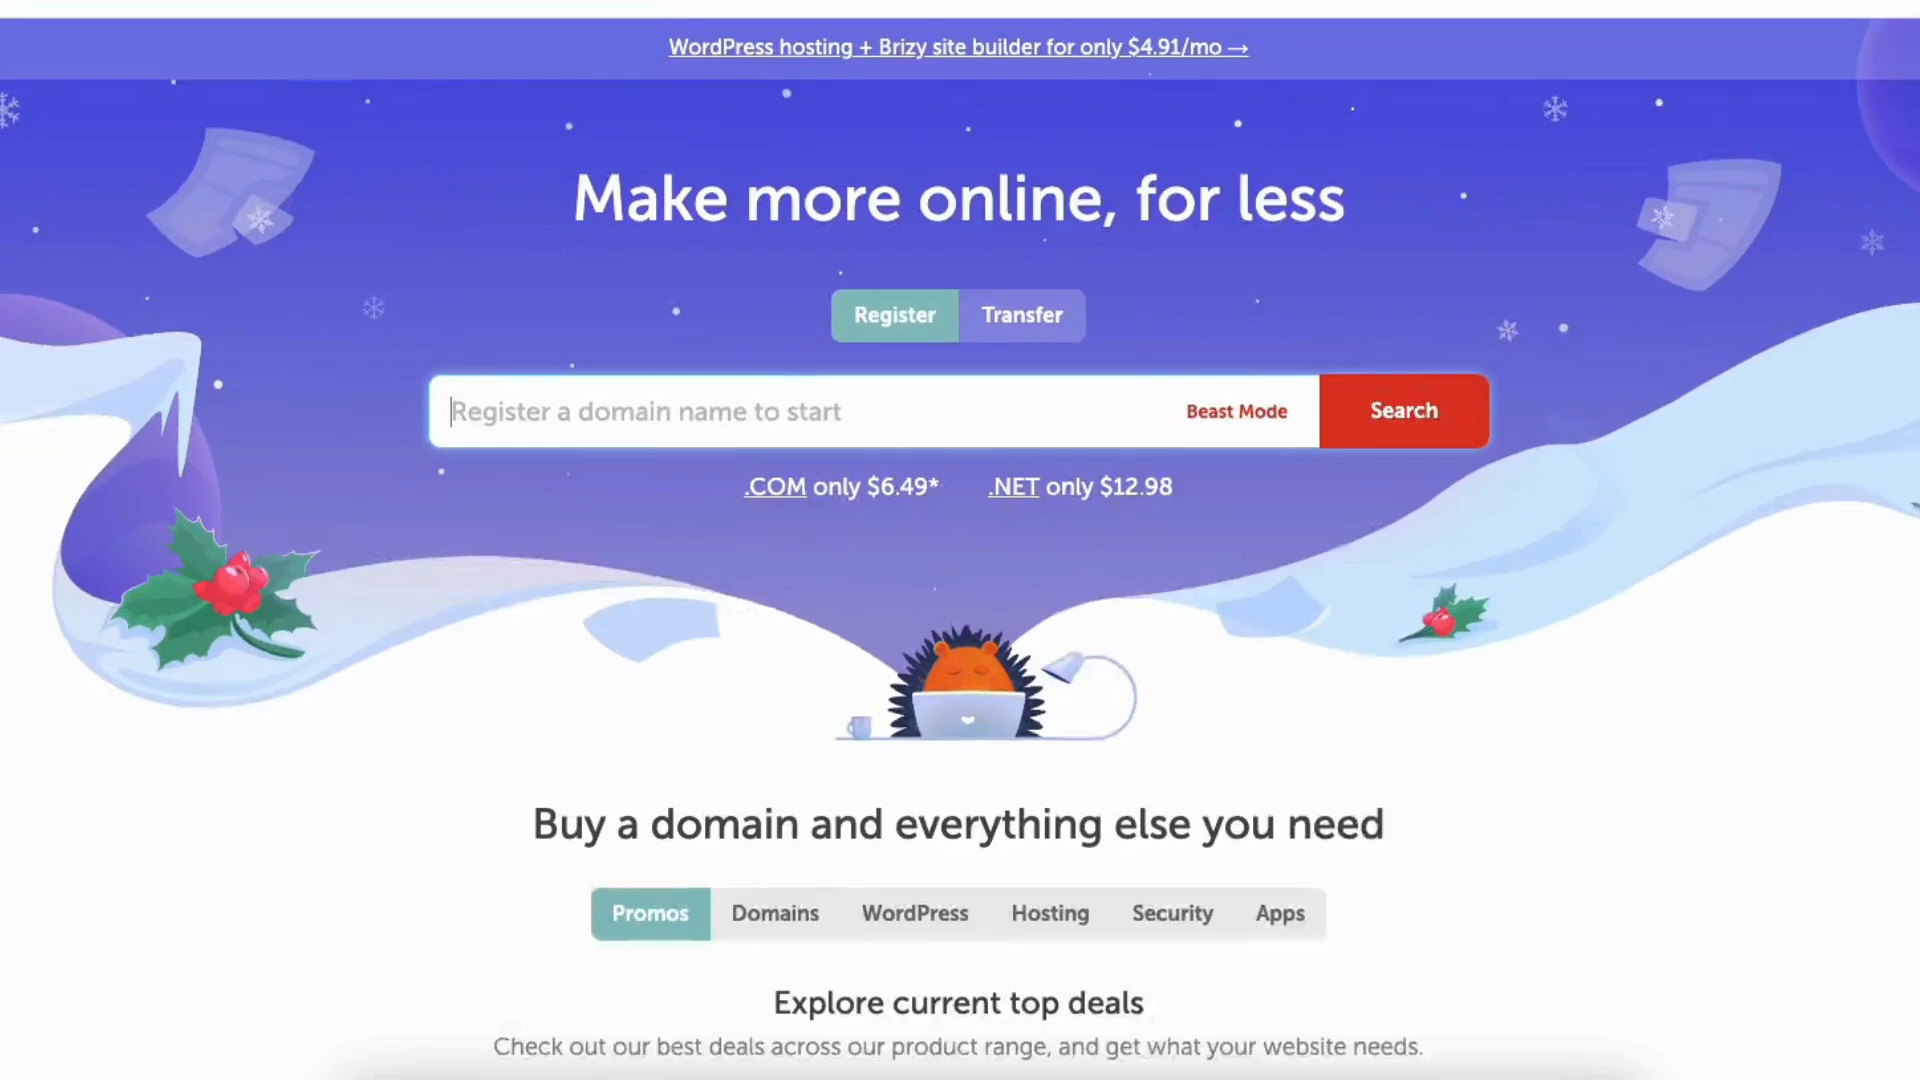 WordPress hosting + Brizy site builder for only $4.91/mo →
Make more online, for less
Register Transfer
Register a domain name to start Beast Mode Search
.COM only $6.49* .NET only $12.98
Buy a domain and everything else you need
Promos Domains WordPress Hosting Security Apps
Explore current top deals
Check out our best deals across our product range, and get what your website needs.